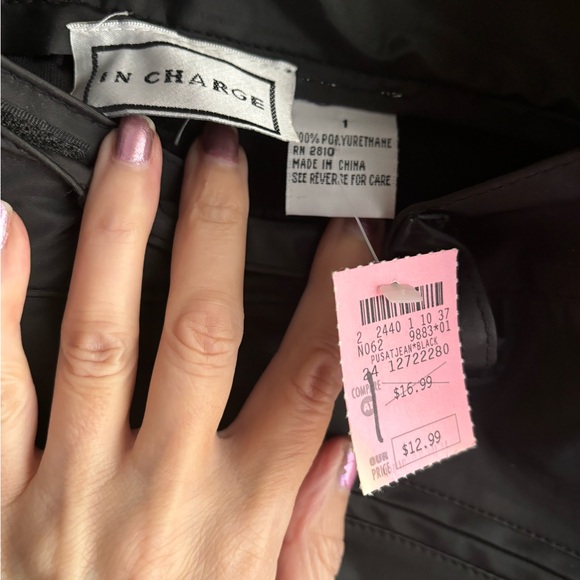 IN CHARGE
1
100% POLYURETHANE
RN 2810
MADE IN CHINA
SEE REVERSE FOR CARE
2 2440 1 10 37
N062 9883*01
PUSATJEAN*BLACK
24 12722280
COMPARE
AT
$16.99
OUR
PRICE
$12.99